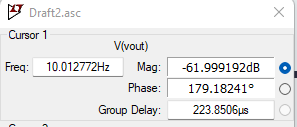 Draft2.asc
Cursor 1
V(vout)
Freq: 10.012772Hz Mag: -61.999192dB
Phase: 179.18241°
Group Delay: 223.8506µs